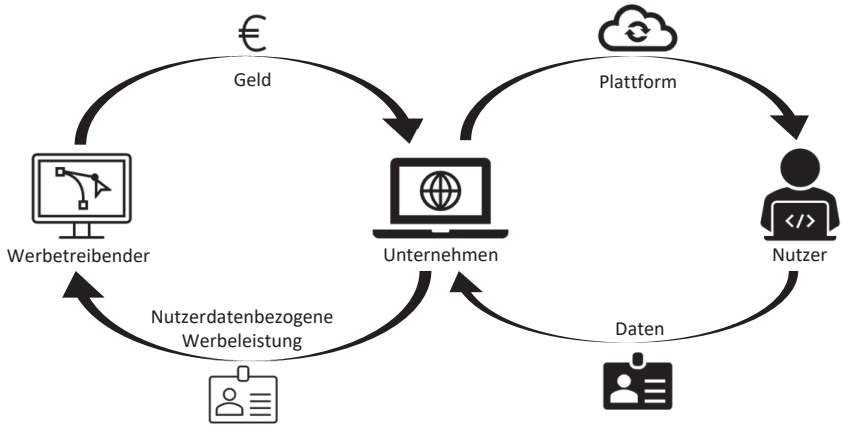 €
Geld
Plattform
Werbetreibender
Unternehmen
</>
Nutzer
Nutzerdatenbezogene
Werbeleistung
Daten